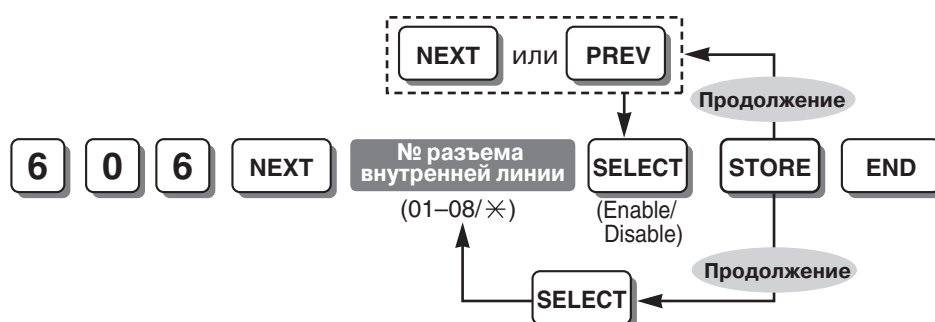 NEXT или PREV
Продолжение
6 0 6 NEXT № разъема внутренней линии SELECT STORE END
(01–08/✳)
(Enable/
Disable)
Продолжение
SELECT